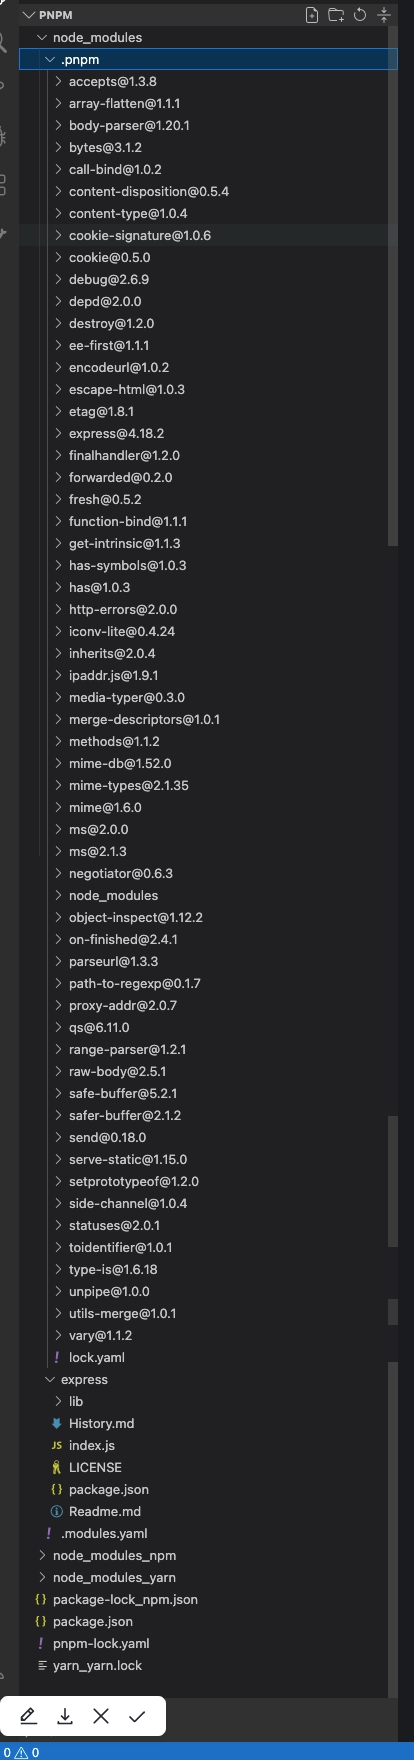 PNPM
node_modules
.pnpm
accepts@1.3.8
array-flatten@1.1.1
body-parser@1.20.1
bytes@3.1.2
call-bind@1.0.2
content-disposition@0.5.4
content-type@1.0.4
cookie-signature@1.0.6
cookie@0.5.0
debug@2.6.9
depd@2.0.0
destroy@1.2.0
ee-first@1.1.1
encodeurl@1.0.2
escape-html@1.0.3
etag@1.8.1
express@4.18.2
finalhandler@1.2.0
forwarded@0.2.0
fresh@0.5.2
function-bind@1.1.1
get-intrinsic@1.1.3
has-symbols@1.0.3
has@1.0.3
http-errors@2.0.0
iconv-lite@0.4.24
inherits@2.0.4
ipaddr.js@1.9.1
media-typer@0.3.0
merge-descriptors@1.0.1
methods@1.1.2
mime-db@1.52.0
mime-types@2.1.35
mime@1.6.0
ms@2.0.0
ms@2.1.3
negotiator@0.6.3
node_modules
object-inspect@1.12.2
on-finished@2.4.1
parseurl@1.3.3
path-to-regexp@0.1.7
proxy-addr@2.0.7
qs@6.11.0
range-parser@1.2.1
raw-body@2.5.1
safe-buffer@5.2.1
safer-buffer@2.1.2
send@0.18.0
serve-static@1.15.0
setprototypeof@1.2.0
side-channel@1.0.4
statuses@2.0.1
toidentifier@1.0.1
type-is@1.6.18
unpipe@1.0.0
utils-merge@1.0.1
vary@1.1.2
! lock.yaml
express
lib
History.md
JS index.js
LICENSE
{} package.json
Readme.md
! .modules.yaml
node_modules_npm
node_modules_yarn
{} package-lock_npm.json
{} package.json
! pnpm-lock.yaml
yarn_yarn.lock
0 0